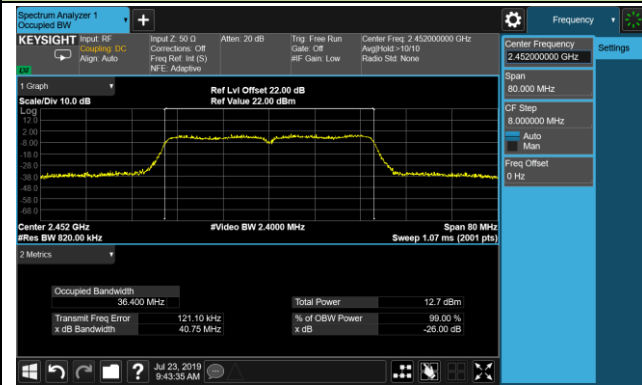 Spectrum Analyzer 1
Occupied BW
Frequency
KEYSIGHT
Input: RF
Coupling: DC
Align: Auto
Input Z: 50 Ω
Corrections: Off
Freq Ref: Int (S)
NFE: Adaptive
Atten: 20 dB
Trig: Free Run
Gate: Off
#IF Gain: Low
Center Freq: 2.452000000 GHz
Avg|Hold:>10/10
Radio Std: None
Center Frequency
2.452000000 GHz
Settings
Span
80.000 MHz
CF Step
8.000000 MHz
Auto
Man
Freq Offset
0 Hz
1 Graph
Scale/Div 10.0 dB
Ref Lvl Offset 22.00 dB
Ref Value 22.00 dBm
Log
12.0
2.00
-8.00
-18.0
-28.0
-38.0
-48.0
-58.0
-68.0
Center 2.452 GHz
#Res BW 820.00 kHz
#Video BW 2.4000 MHz
Span 80 MHz
Sweep 1.07 ms (2001 pts)
2 Metrics
Occupied Bandwidth
36.400 MHz
Total Power 12.7 dBm
Transmit Freq Error 121.10 kHz
% of OBW Power 99.00 %
x dB Bandwidth 40.75 MHz
x dB -26.00 dB
Jul 23, 2019
9:43:35 AM